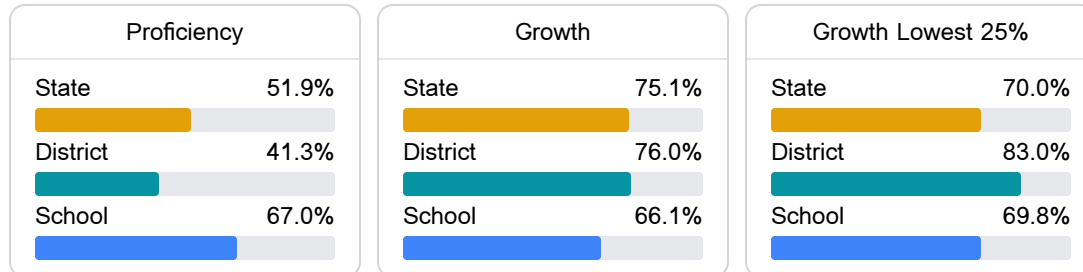 Proficiency
State 51.9%
District 41.3%
School 67.0%
Growth
State 75.1%
District 76.0%
School 66.1%
Growth Lowest 25%
State 70.0%
District 83.0%
School 69.8%